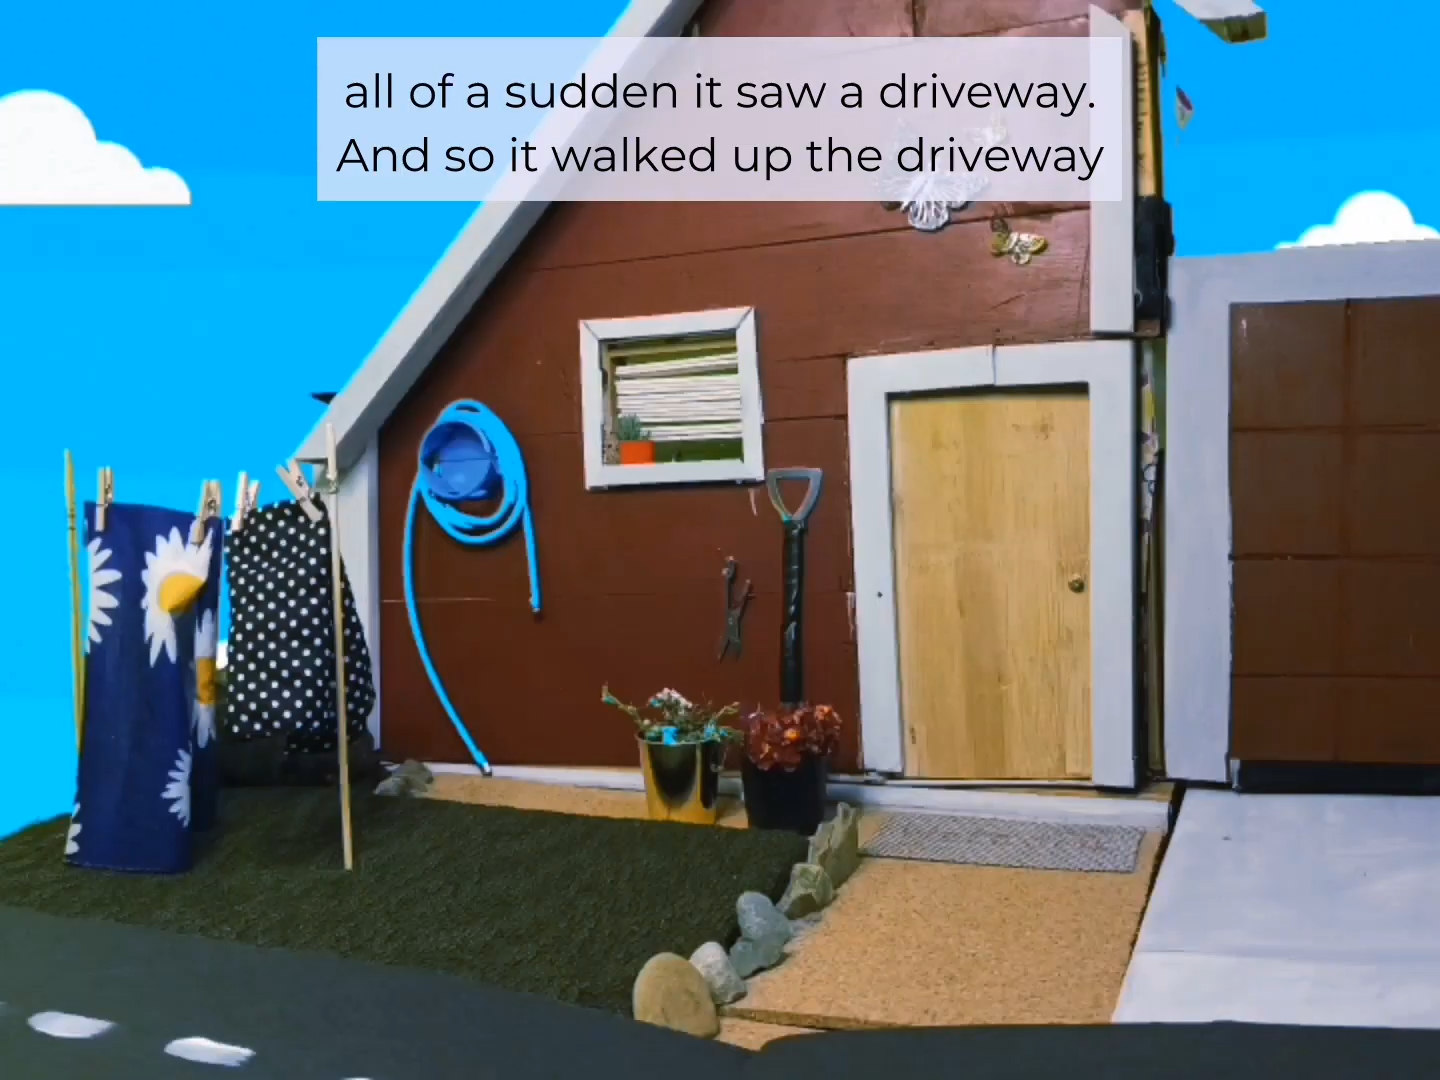 all of a sudden it saw a driveway.
And so it walked up the driveway